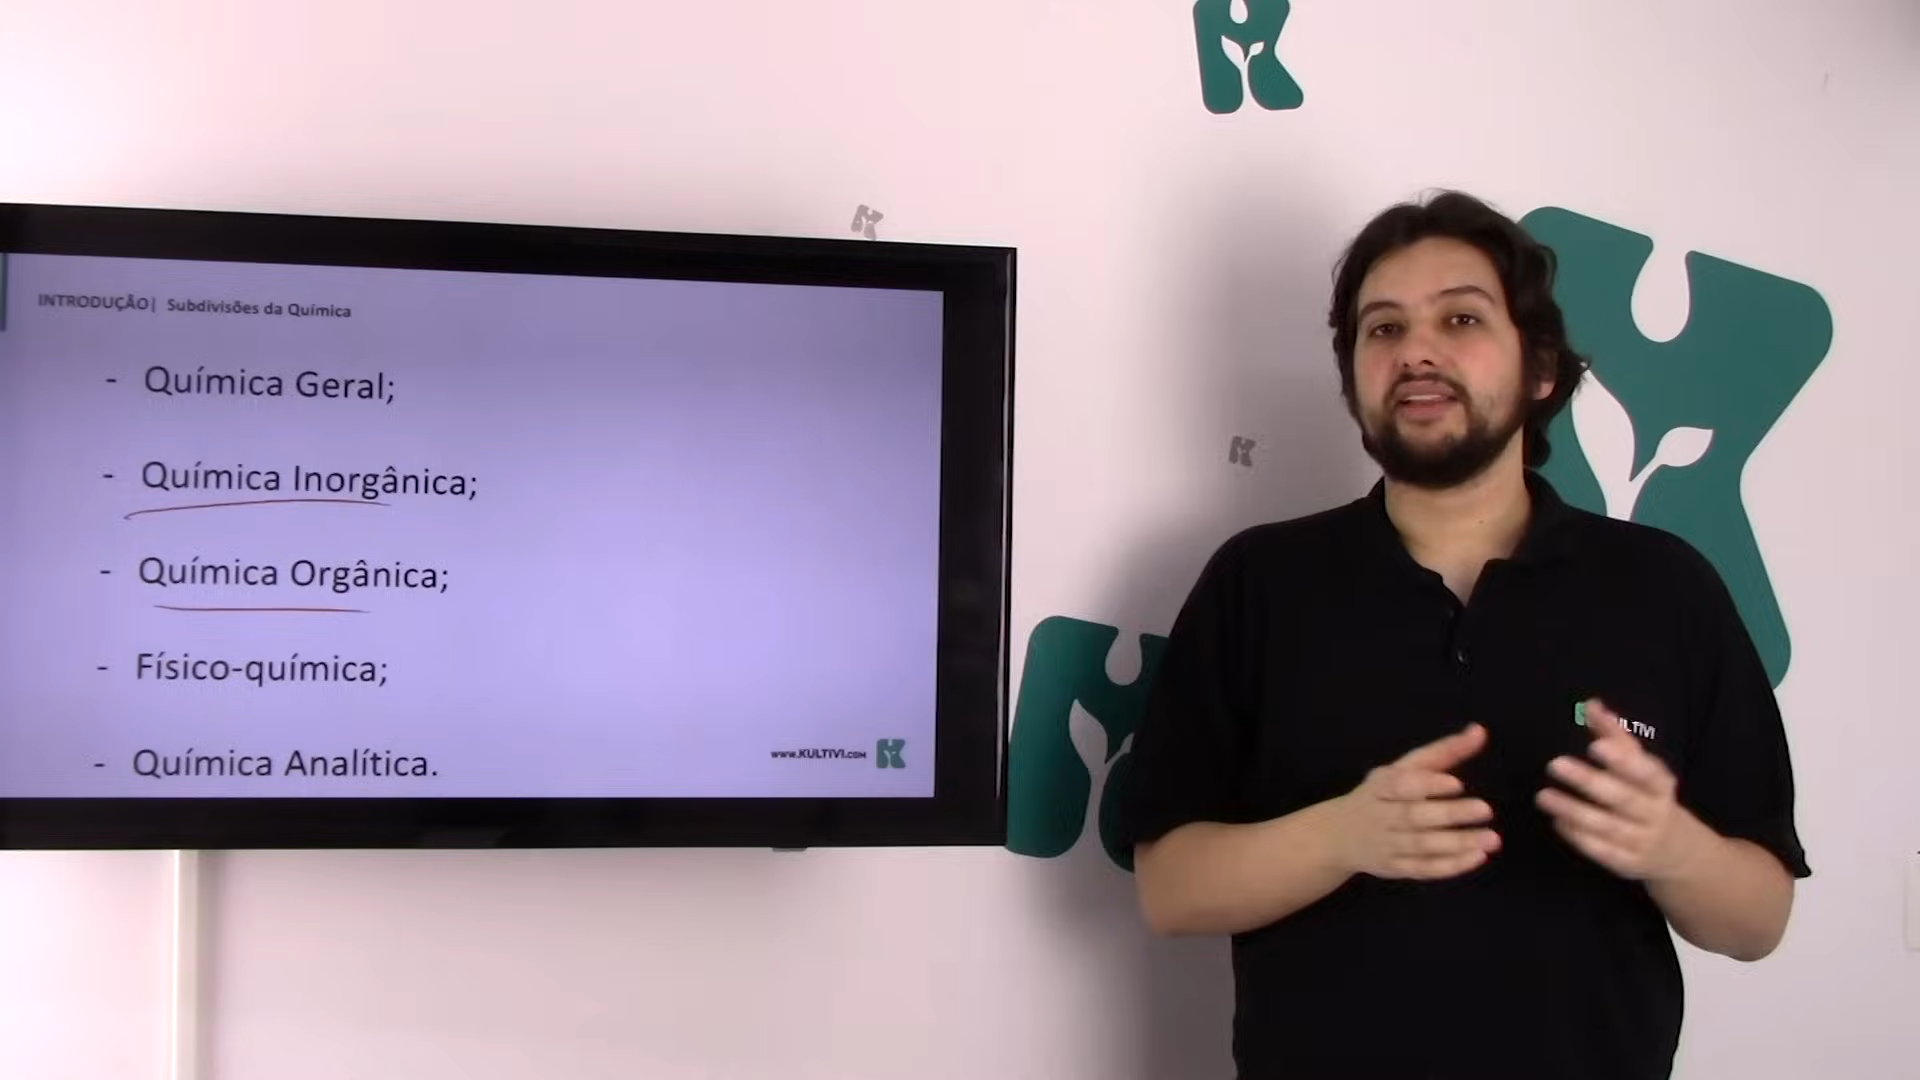 INTRODUÇÃO| Subdivisões da Química
- Química Geral;
- Química Inorgânica;
- Química Orgânica;
- Físico-química;
- Química Analítica.
www.KULTIVI.com